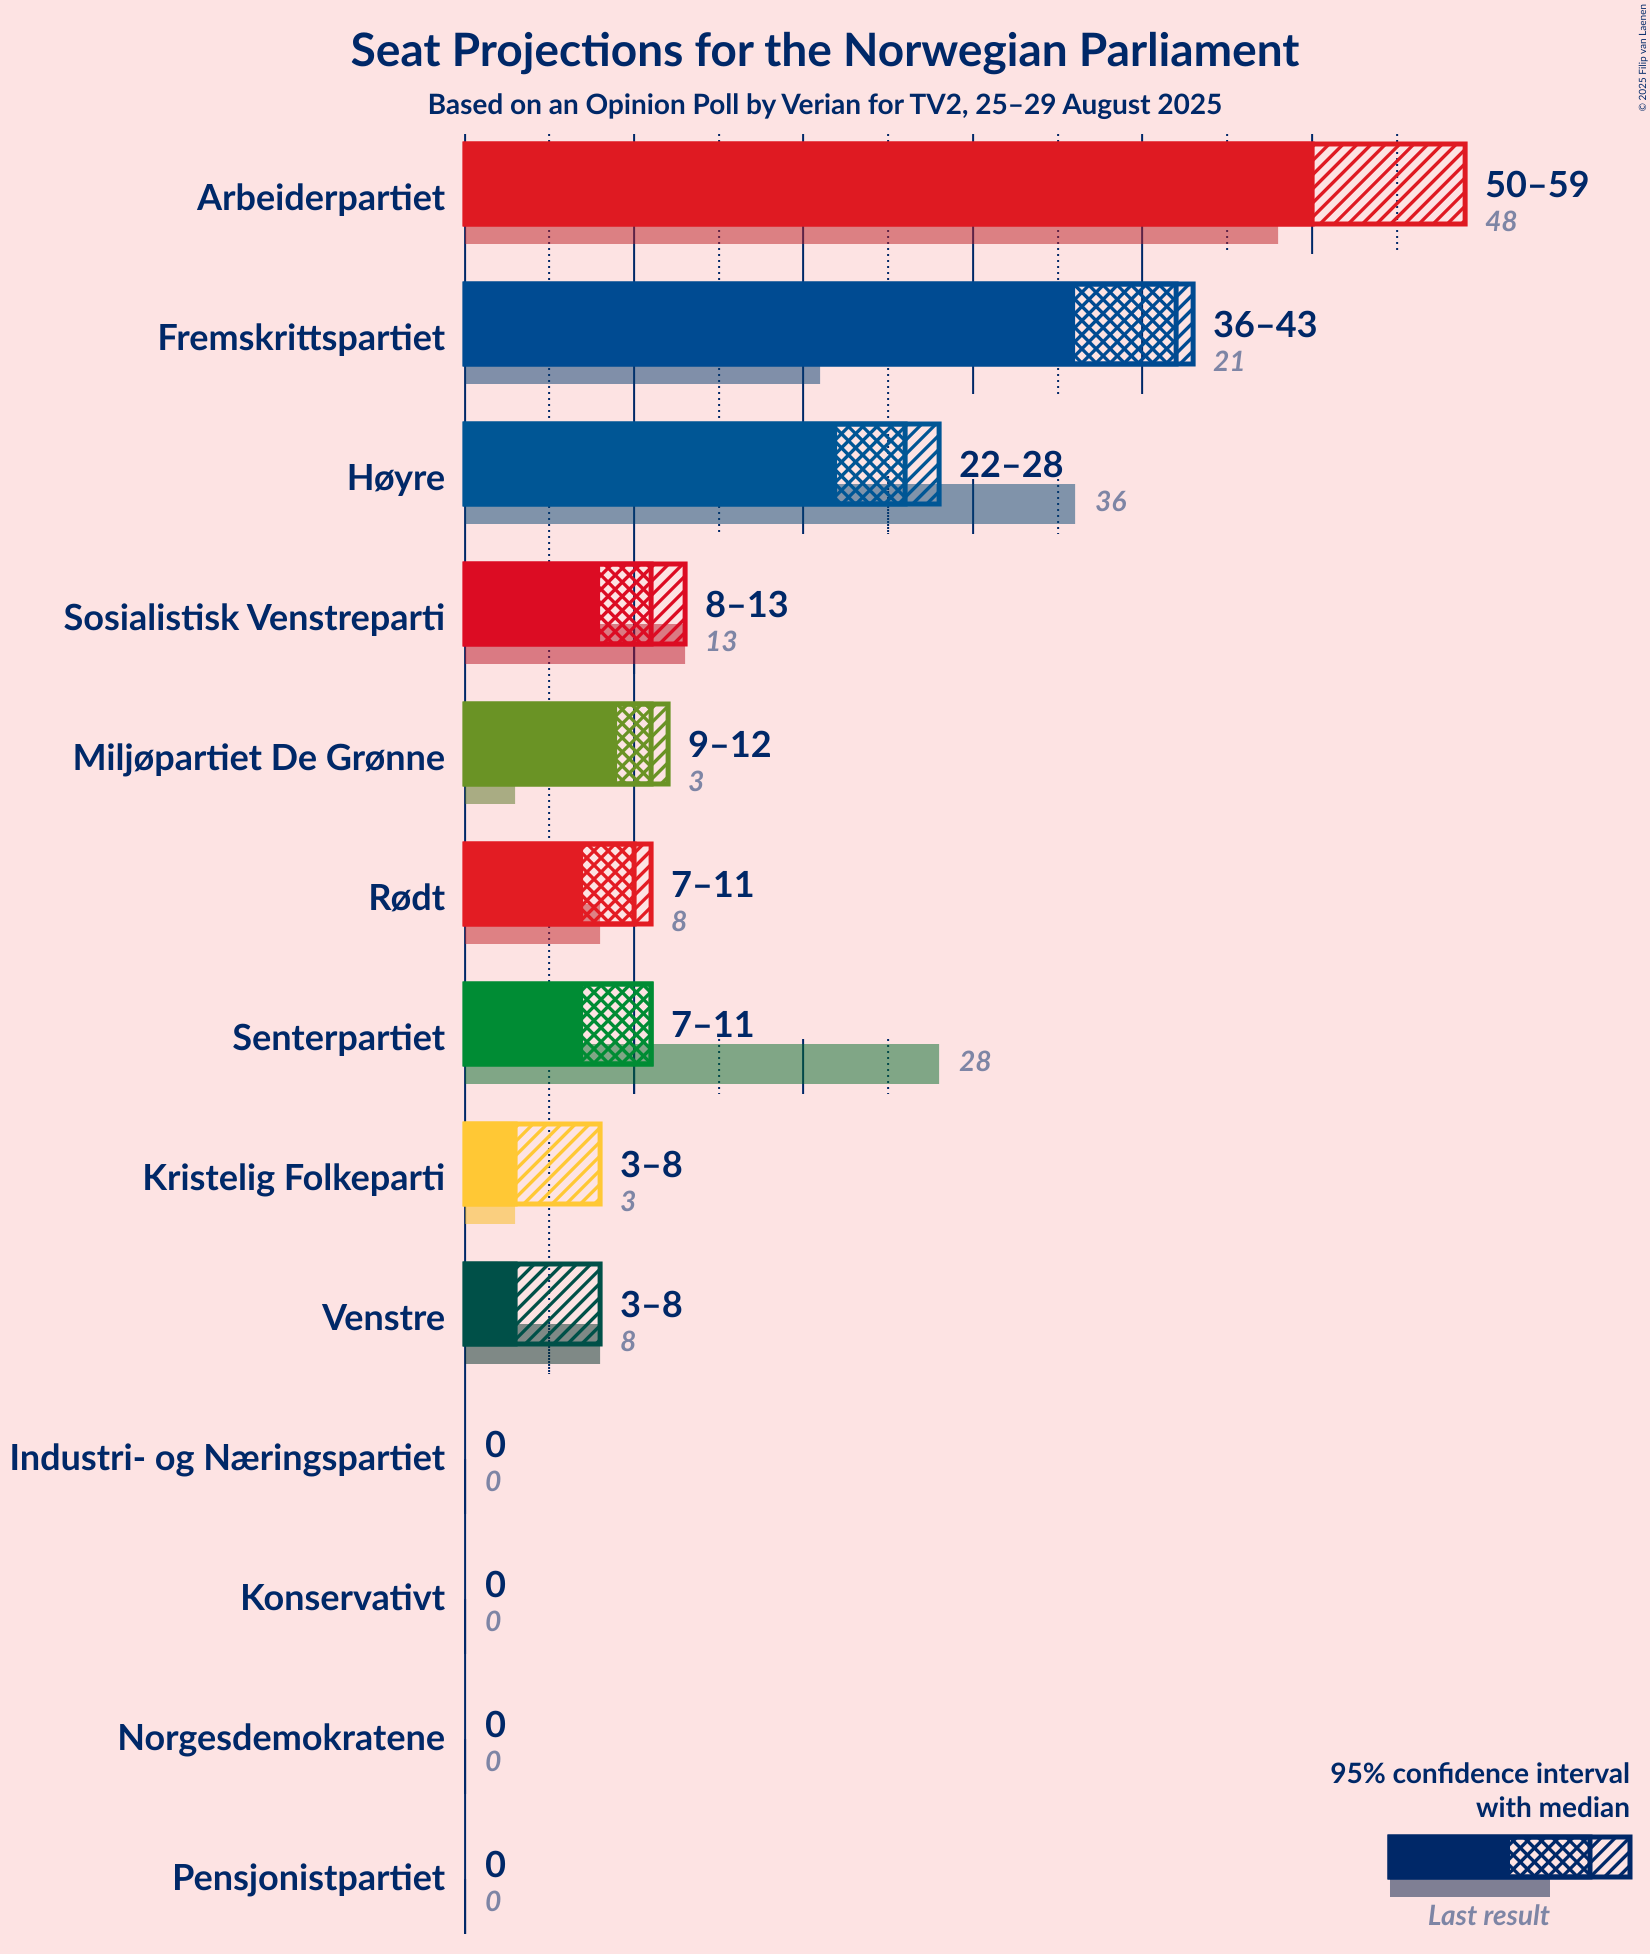 Seat Projections for the Norwegian Parliament
Based on an Opinion Poll by Verian for TV2, 25–29 August 2025
© 2025 Filip van Laenen
Arbeiderpartiet
50–59
48
Fremskrittspartiet
36–43
21
Høyre
22–28
36
Sosialistisk Venstreparti
8–13
13
Miljøpartiet De Grønne
9–12
3
Rødt
7–11
8
Senterpartiet
7–11
28
Kristelig Folkeparti
3–8
3
Venstre
3–8
8
Industri- og Næringspartiet
0
0
Konservativt
0
0
Norgesdemokratene
0
0
Pensjonistpartiet
0
0
95% confidence interval
with median
Last result